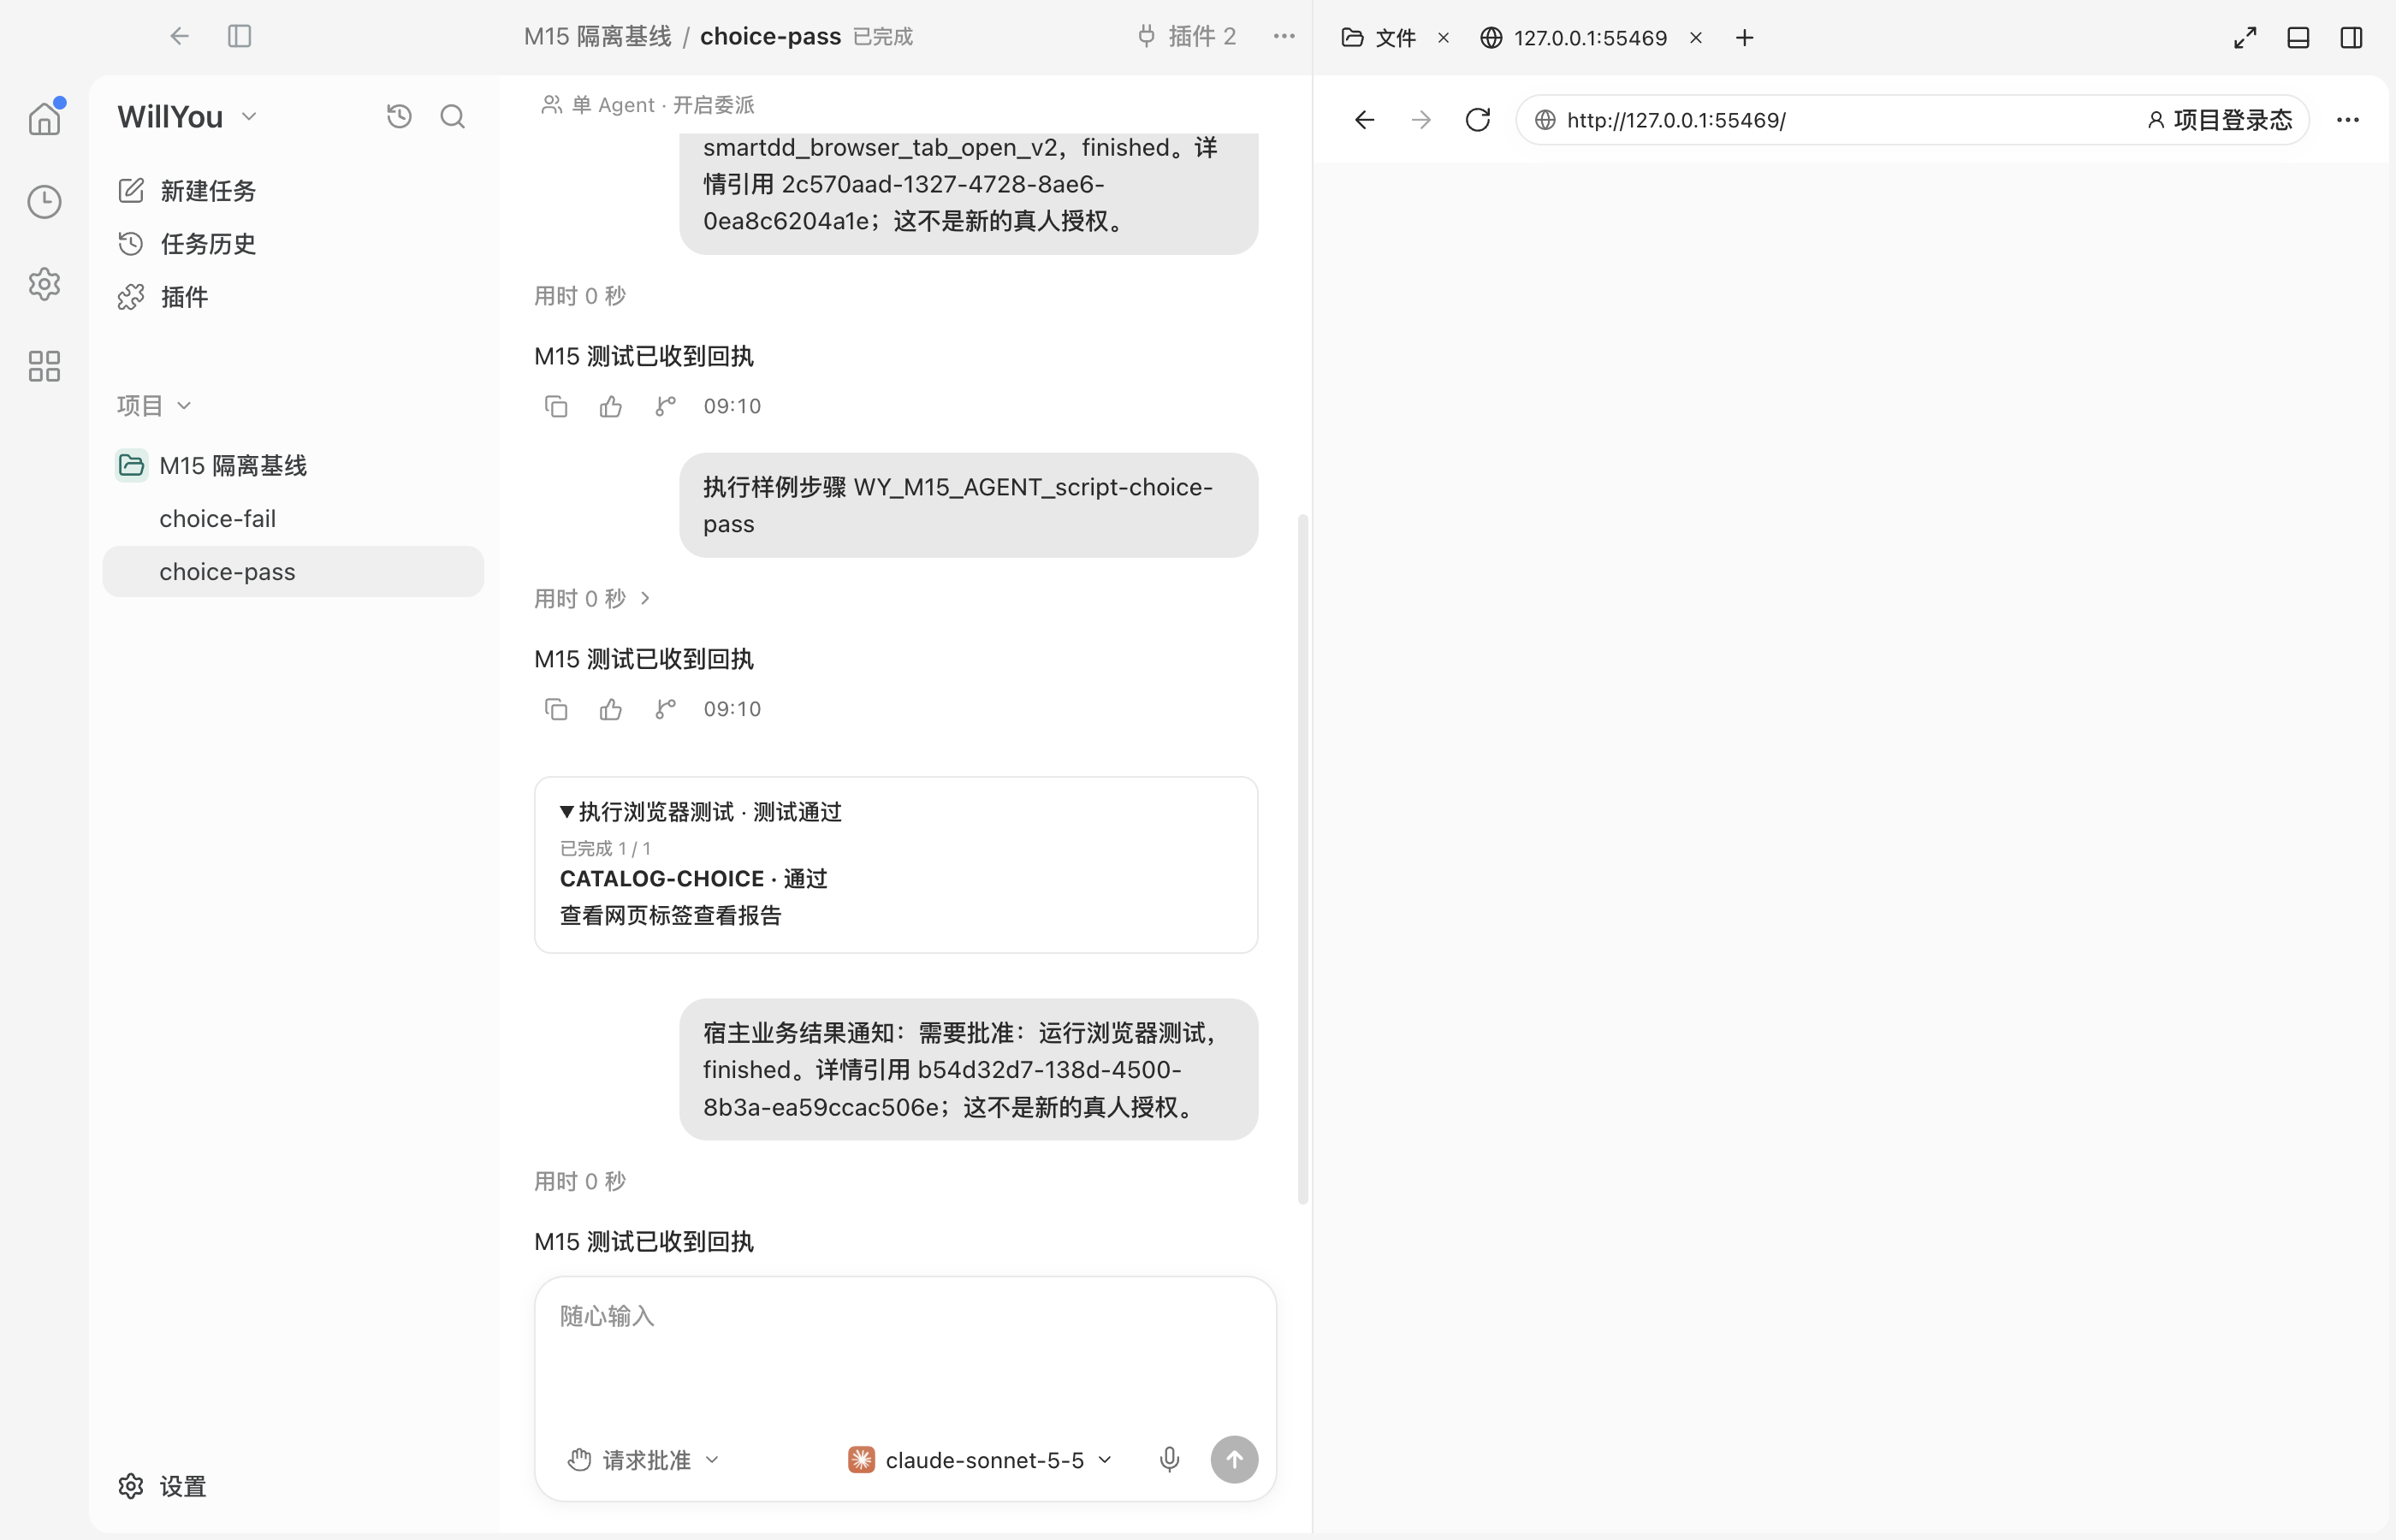 M15 隔离基线 / choice-pass 已完成
插件 2
文件
127.0.0.1:55469
WillYou
新建任务
任务历史
插件
项目
M15 隔离基线
choice-fail
choice-pass
设置
单 Agent · 开启委派
smartdd_browser_tab_open_v2，finished。详
情引用 2c570aad-1327-4728-8ae6-
0ea8c6204a1e；这不是新的真人授权。
用时 0 秒
M15 测试已收到回执
09:10
执行样例步骤 WY_M15_AGENT_script-choice-
pass
用时 0 秒
M15 测试已收到回执
09:10
执行浏览器测试 · 测试通过
已完成 1 / 1
CATALOG-CHOICE · 通过
查看网页标签查看报告
宿主业务结果通知：需要批准：运行浏览器测试，
finished。详情引用 b54d32d7-138d-4500-
8b3a-ea59ccac506e；这不是新的真人授权。
用时 0 秒
M15 测试已收到回执
随心输入
请求批准
claude-sonnet-5-5
http://127.0.0.1:55469/
项目登录态